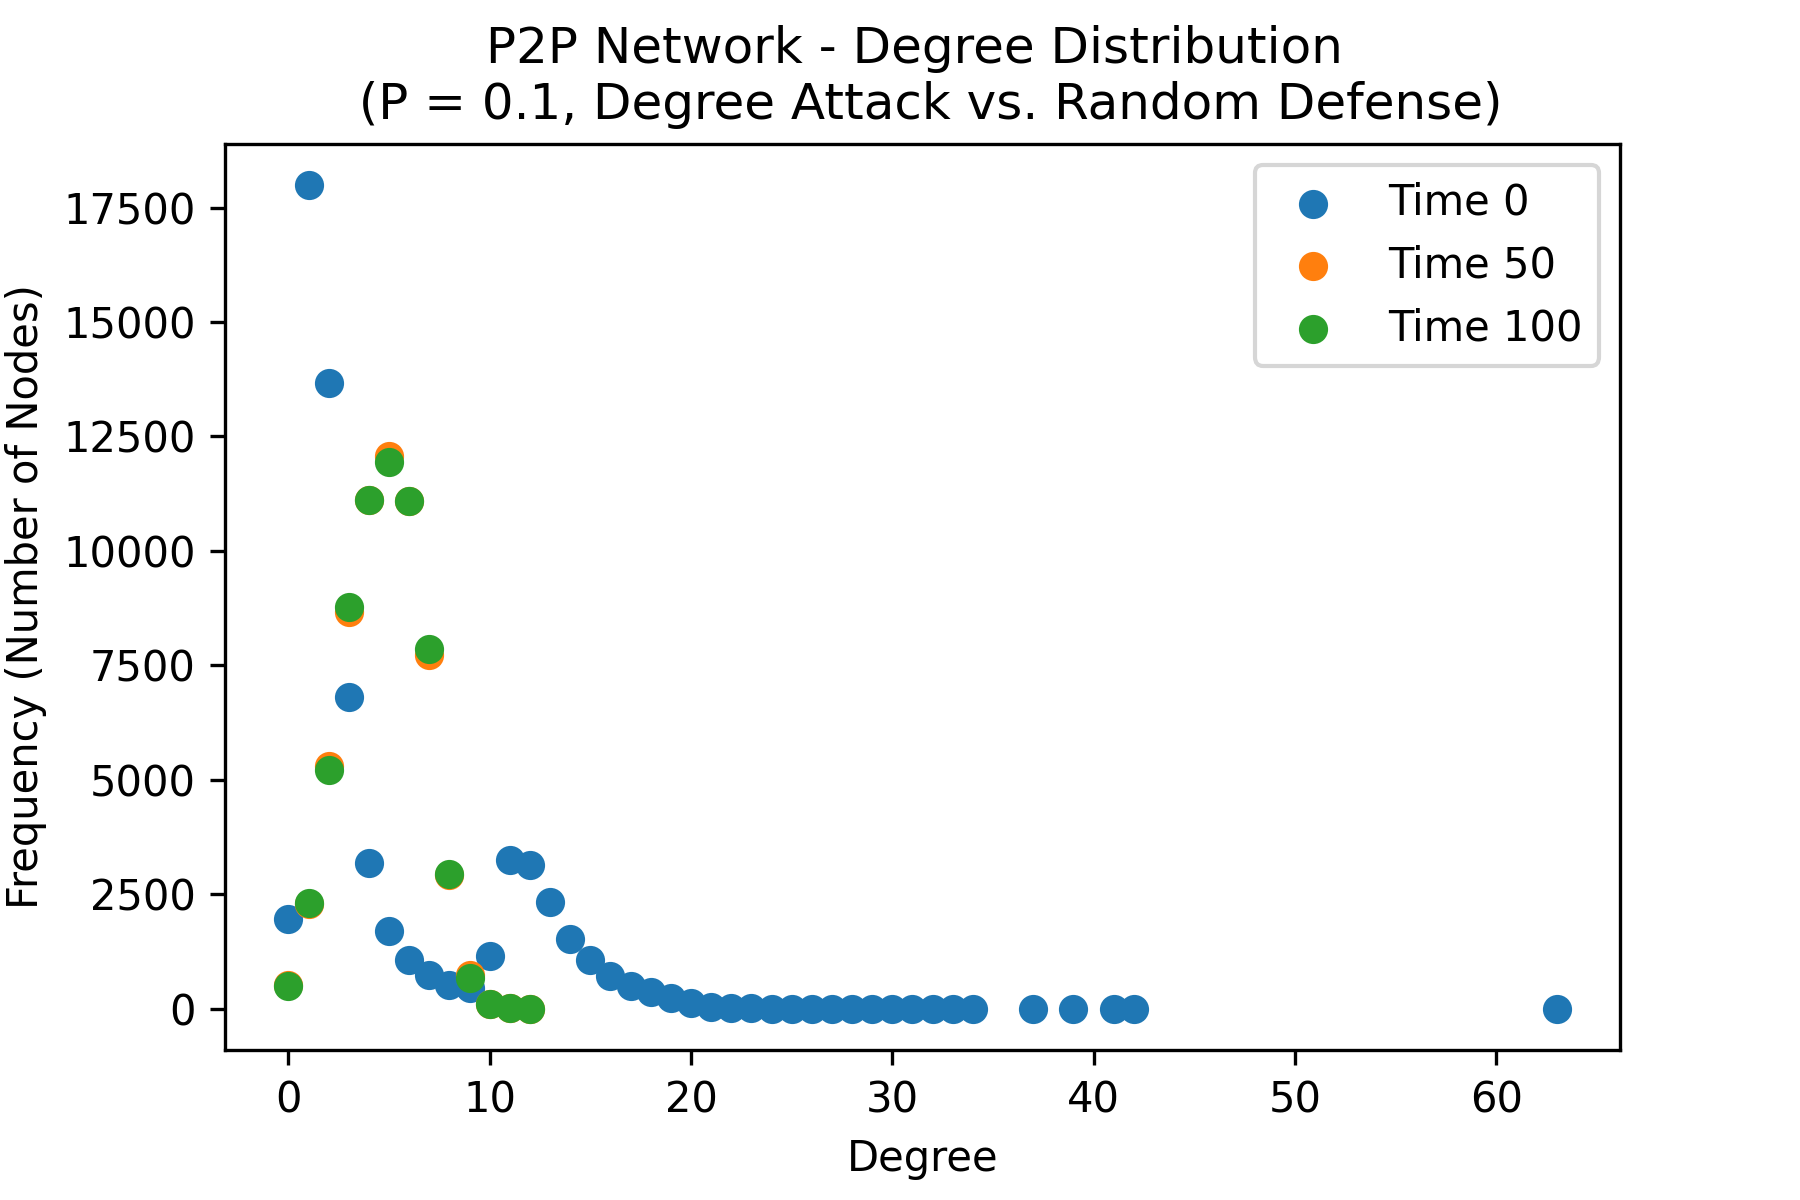 P2P Network - Degree Distribution
(P = 0.1, Degree Attack vs. Random Defense)
Time 0
Time 50
Time 100
Frequency (Number of Nodes)
17500
15000
12500
10000
7500
5000
2500
0
0 10 20 30 40 50 60
Degree